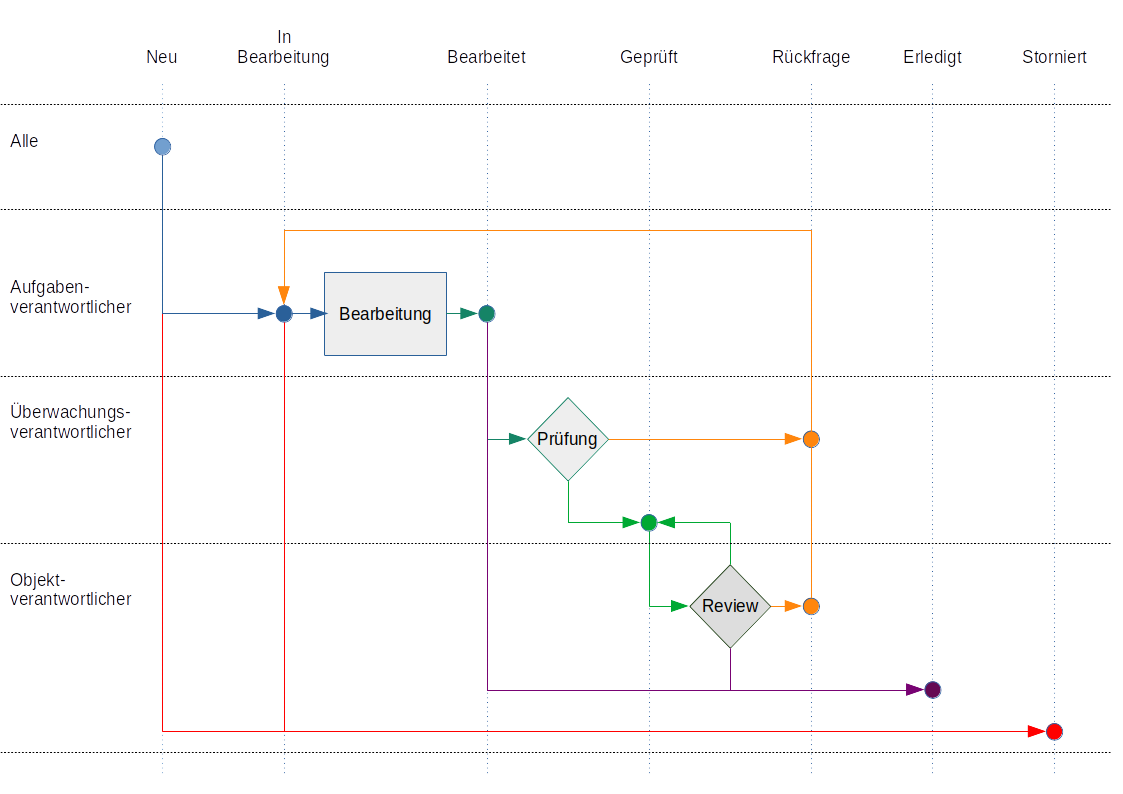 In
Neu
Bearbeitung
Bearbeitet
Geprüft
Rückfrage
Erledigt
Storniert
Alle
Aufgaben-
verantwortlicher
Bearbeitung
Überwachungs-
verantwortlicher
Prüfung
Objekt-
verantwortlicher
Review